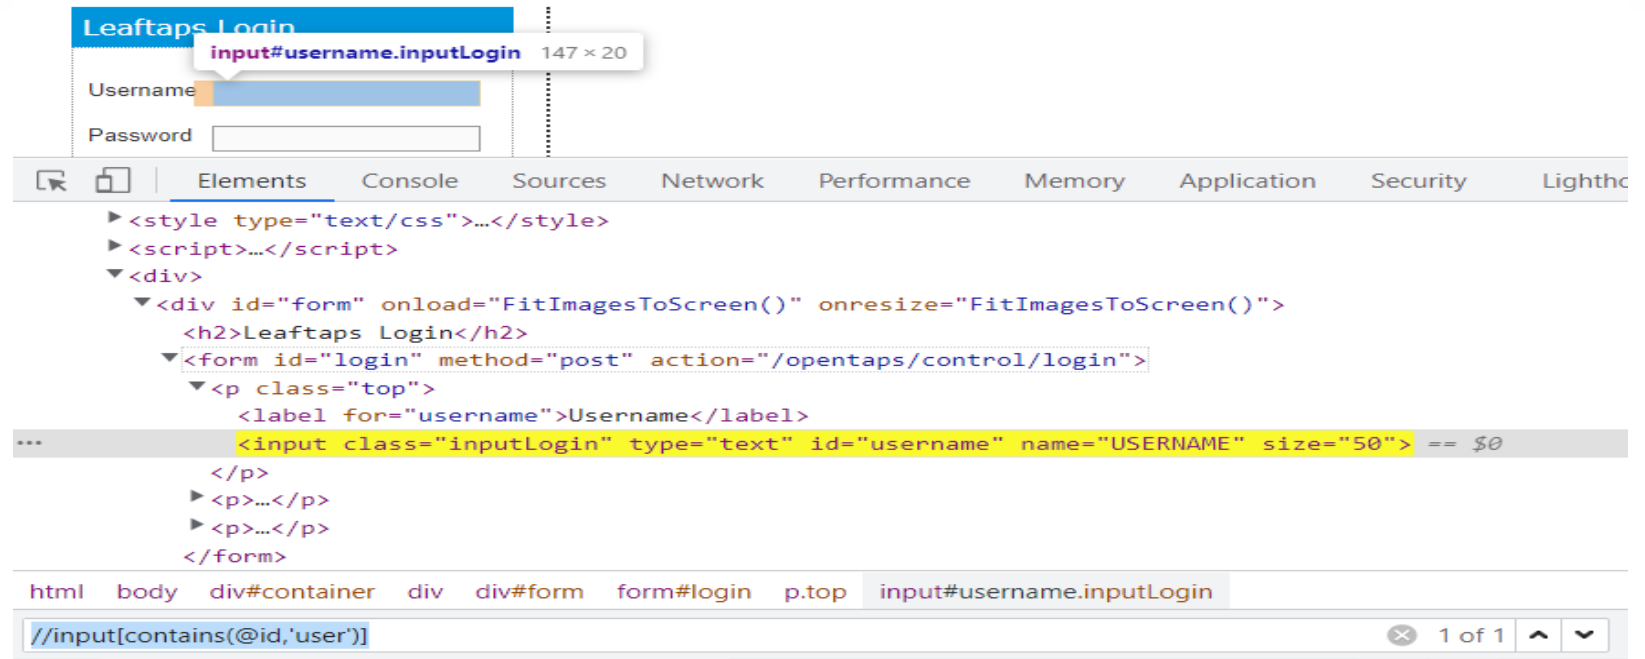 Leaftaps Login
input#username.inputLogin 147 × 20
Username
Password
Elements Console Sources Network Performance Memory Application Security Lightho
<style type="text/css">…</style>
<script>…</script>
<div>
<div id="form" onload="FitImagesToScreen()" onresize="FitImagesToScreen()">
<h2>Leaftaps Login</h2>
<form id="login" method="post" action="/opentaps/control/login">
<p class="top">
<label for="username">Username</label>
<input class="inputLogin" type="text" id="username" name="USERNAME" size="50"> == $0
</p>
<p>…</p>
<p>…</p>
</form>
html body div#container div div#form form#login p.top input#username.inputLogin
//input[contains(@id,'user')] 1 of 1